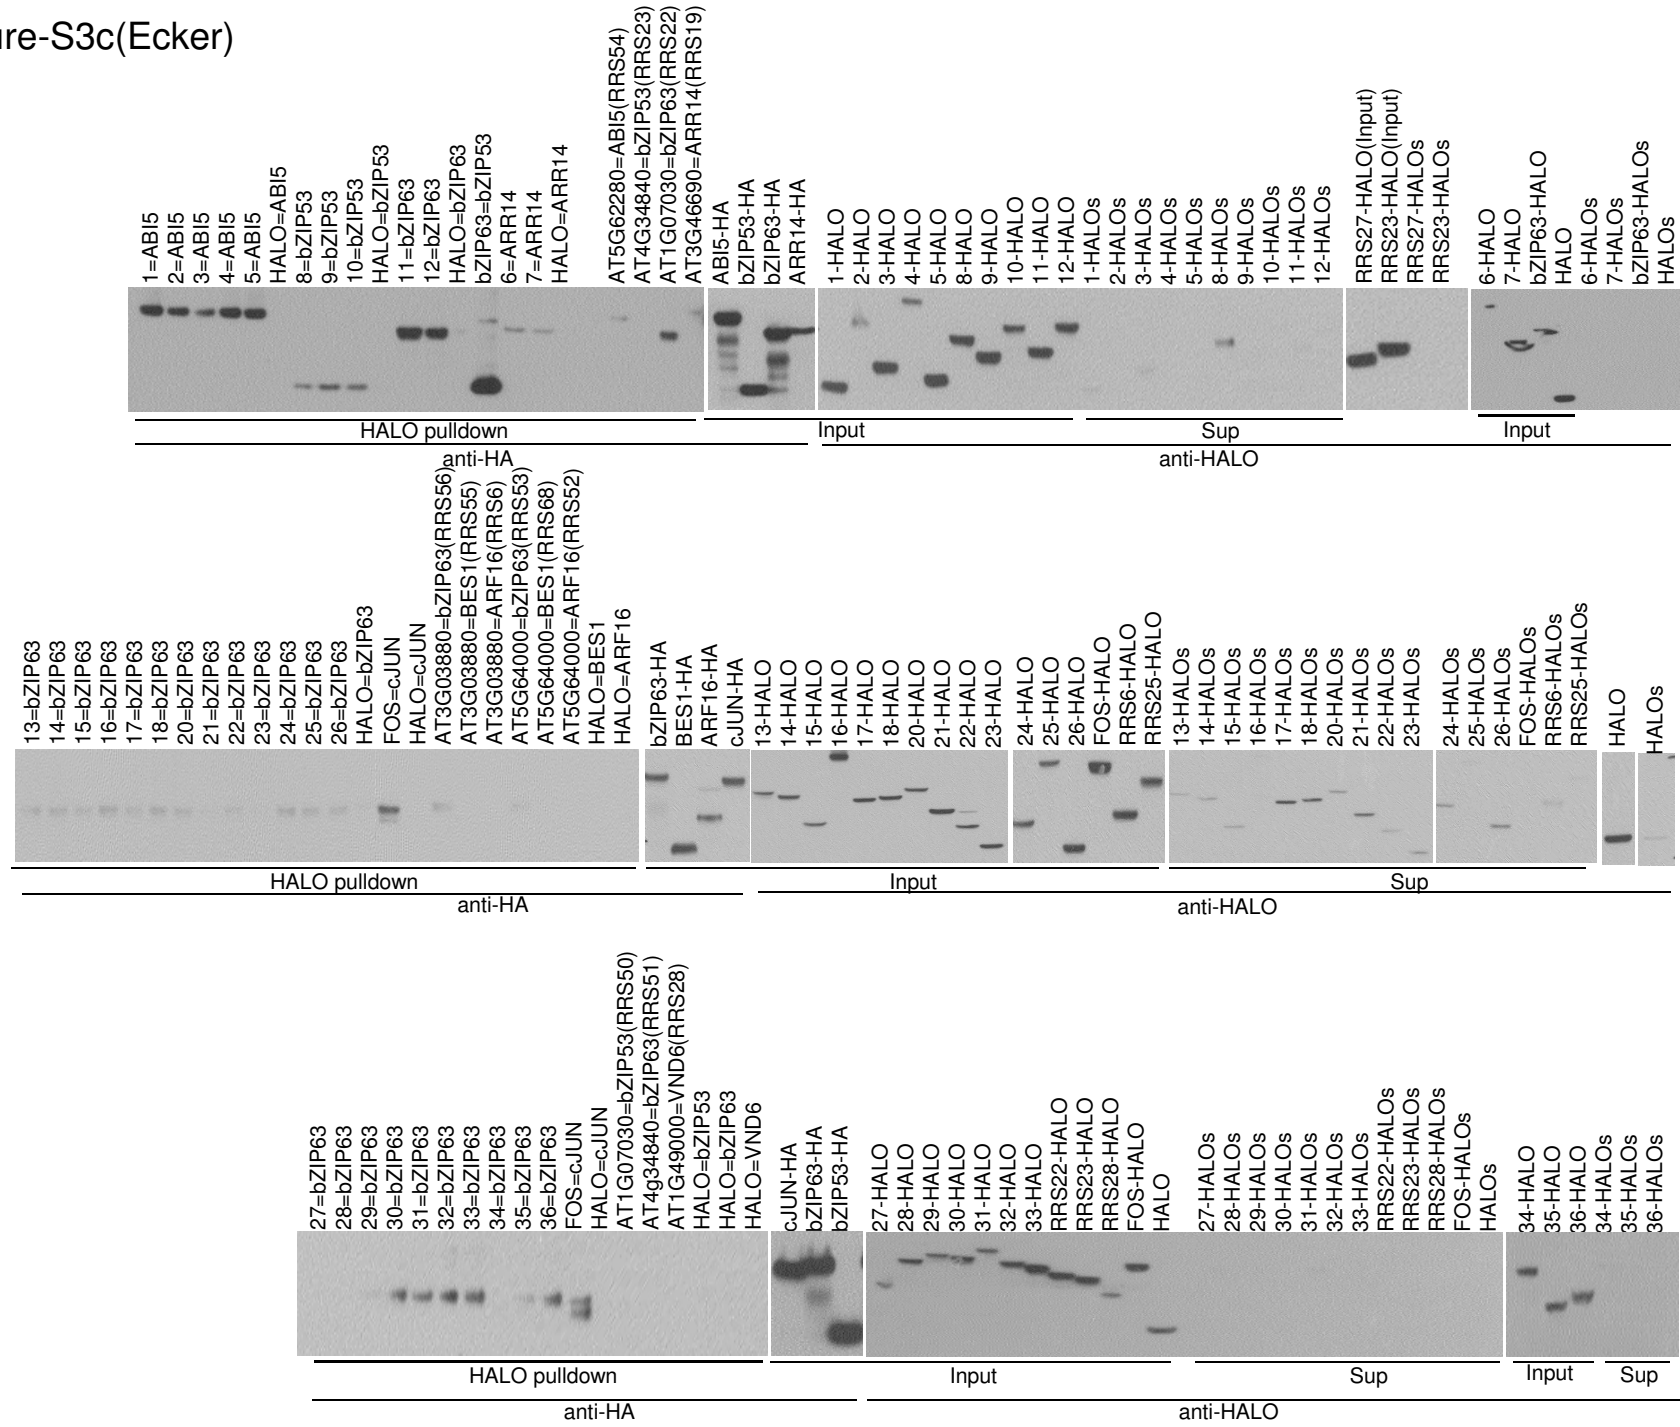 ure-S3c(Ecker)
1=ABI5
2=ABI5
3=ABI5
4=ABI5
5=ABI5
HALO=ABI5
8=bZIP53
9=bZIP53
10=bZIP53
HALO=bZIP53
11=bZIP63
12=bZIP63
HALO=bZIP63
bZIP63=bZIP53
6=ARR14
7=ARR14
HALO=ARR14
AT5G62280=ABI5(RRS54)
AT4G34840=bZIP53(RRS23)
AT1G07030=bZIP63(RRS22)
AT3G46690=ARR14(RRS19)
ABI5-HA
bZIP53-HA
bZIP63-HA
ARR14-HA
1-HALO
2-HALO
3-HALO
4-HALO
5-HALO
8-HALO
9-HALO
10-HALO
11-HALO
12-HALO
1-HALOs
2-HALOs
3-HALOs
4-HALOs
5-HALOs
8-HALOs
9-HALOs
10-HALOs
11-HALOs
12-HALOs
RRS27-HALO(Input)
RRS23-HALO(Input)
RRS27-HALOs
RRS23-HALOs
6-HALO
7-HALO
bZIP63-HALO
HALO
6-HALOs
7-HALOs
bZIP63-HALOs
HALOs
HALO pulldown
Input
Sup
Input
anti-HA
anti-HALO
13=bZIP63
14=bZIP63
15=bZIP63
16=bZIP63
17=bZIP63
18=bZIP63
20=bZIP63
21=bZIP63
22=bZIP63
23=bZIP63
24=bZIP63
25=bZIP63
26=bZIP63
HALO=bZIP63
FOS=cJUN
HALO=cJUN
AT3G03880=bZIP63(RRS56)
AT3G03880=BES1(RRS55)
AT3G03880=ARF16(RRS6)
AT5G64000=bZIP63(RRS53)
AT5G64000=BES1(RRS68)
AT5G64000=ARF16(RRS52)
HALO=BES1
HALO=ARF16
bZIP63-HA
BES1-HA
ARF16-HA
cJUN-HA
13-HALO
14-HALO
15-HALO
16-HALO
17-HALO
18-HALO
20-HALO
21-HALO
22-HALO
23-HALO
24-HALO
25-HALO
26-HALO
FOS-HALO
RRS6-HALO
RRS25-HALO
13-HALOs
14-HALOs
15-HALOs
16-HALOs
17-HALOs
18-HALOs
20-HALOs
21-HALOs
22-HALOs
23-HALOs
24-HALOs
25-HALOs
26-HALOs
FOS-HALOs
RRS6-HALOs
RRS25-HALOs
HALO
HALOs
HALO pulldown
Input
Sup
anti-HA
anti-HALO
27=bZIP63
28=bZIP63
29=bZIP63
30=bZIP63
31=bZIP63
32=bZIP63
33=bZIP63
34=bZIP63
35=bZIP63
36=bZIP63
FOS=cJUN
HALO=cJUN
AT1G07030=bZIP53(RRS50)
AT4g34840=bZIP63(RRS51)
AT1G49000=VND6(RRS28)
HALO=bZIP53
HALO=bZIP63
HALO=VND6
cJUN-HA
bZIP63-HA
bZIP53-HA
27-HALO
28-HALO
29-HALO
30-HALO
31-HALO
32-HALO
33-HALO
RRS22-HALO
RRS23-HALO
RRS28-HALO
FOS-HALO
HALO
27-HALOs
28-HALOs
29-HALOs
30-HALOs
31-HALOs
32-HALOs
33-HALOs
RRS22-HALOs
RRS23-HALOs
RRS28-HALOs
FOS-HALOs
HALOs
34-HALO
35-HALO
36-HALO
34-HALOs
35-HALOs
36-HALOs
HALO pulldown
Input
Sup
Input
Sup
anti-HA
anti-HALO